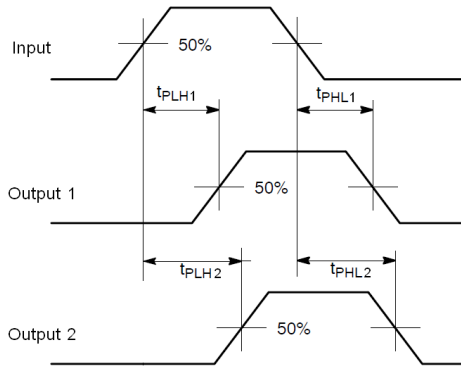 Input
50%
tPLH1
tPHL1
Output 1
50%
tPLH2
tPHL2
Output 2
50%